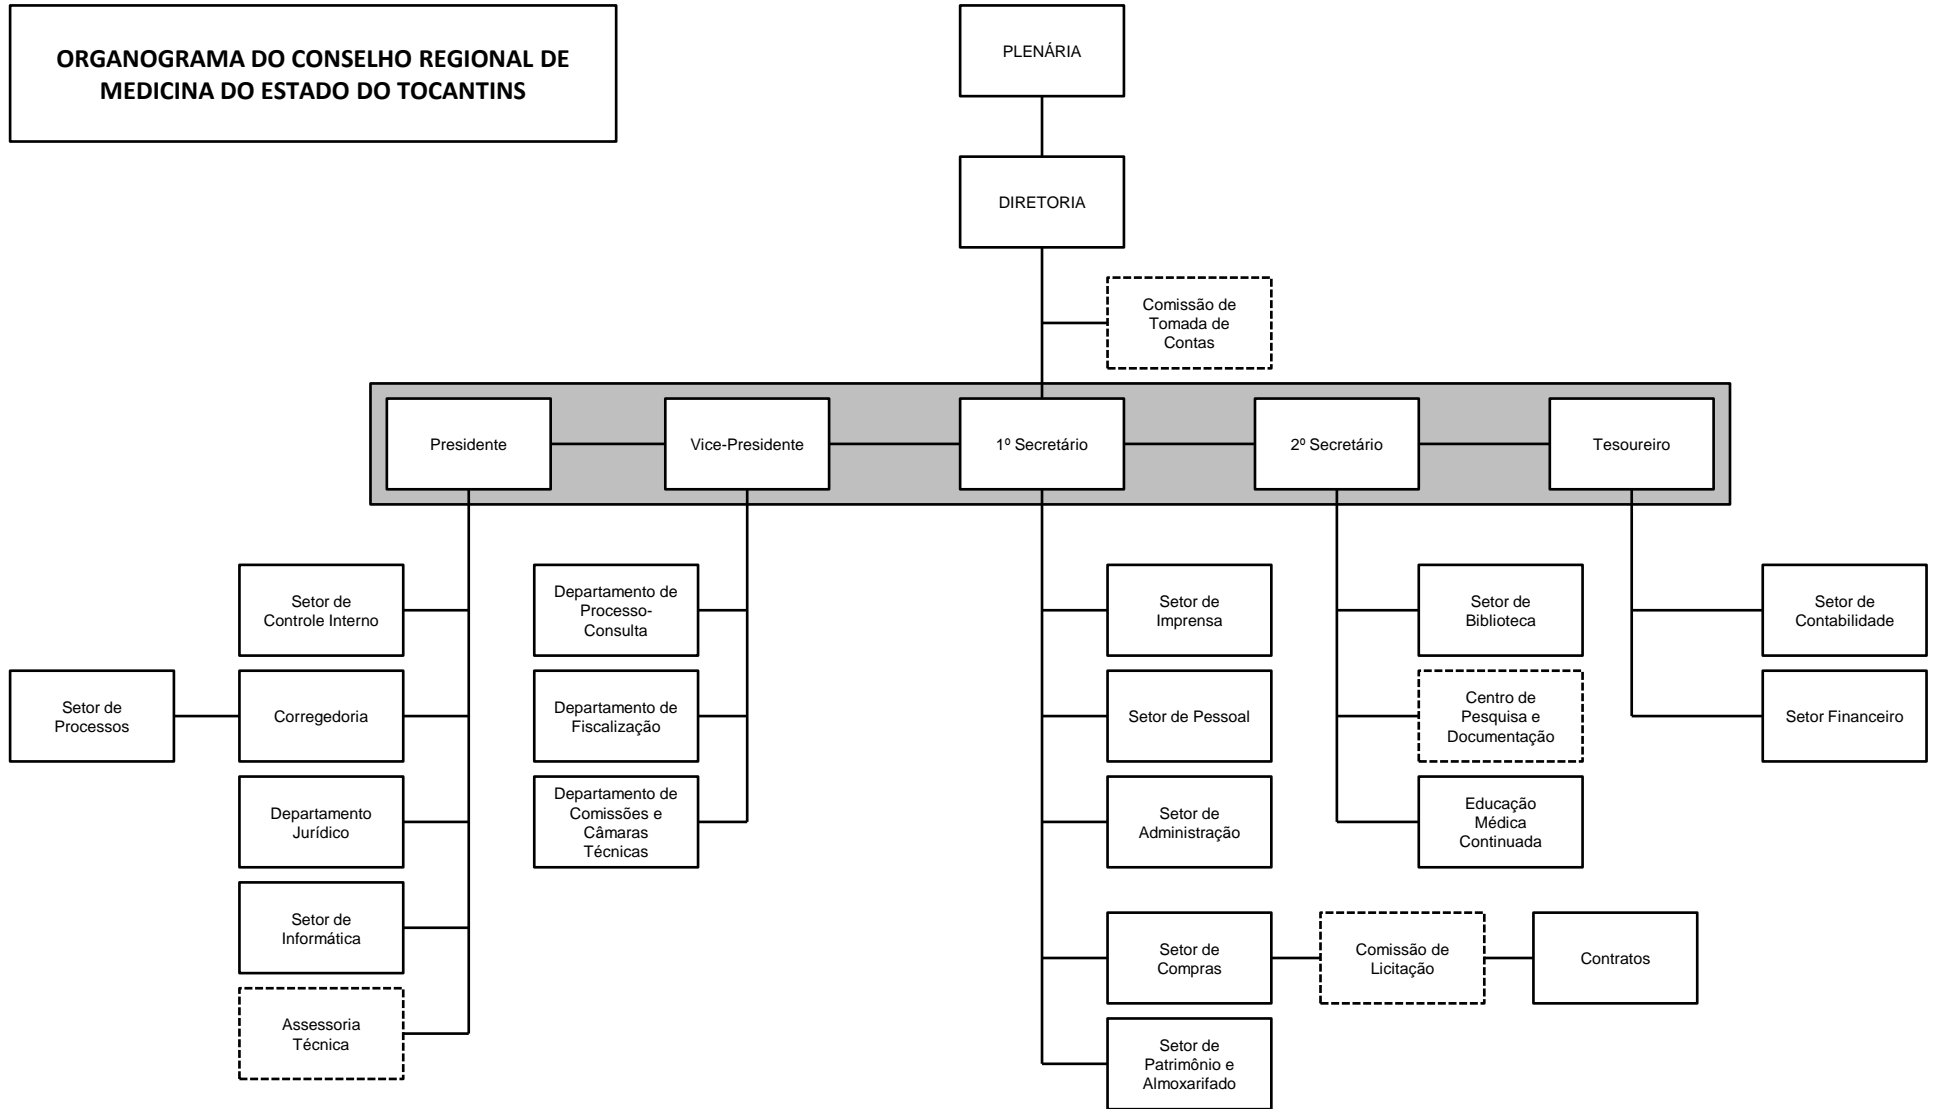 ORGANOGRAMA DO CONSELHO REGIONAL DE
MEDICINA DO ESTADO DO TOCANTINS
PLENÁRIA
DIRETORIA
Comissão de
Tomada de
Contas
Presidente
Vice-Presidente
1º Secretário
2º Secretário
Tesoureiro
Setor de
Controle Interno
Departamento de
Processo-
Consulta
Setor de
Imprensa
Setor de
Biblioteca
Setor de
Contabilidade
Setor de
Processos
Corregedoria
Departamento de
Fiscalização
Setor de Pessoal
Centro de
Pesquisa e
Documentação
Setor Financeiro
Departamento
Jurídico
Departamento de
Comissões e
Câmaras
Técnicas
Setor de
Administração
Educação
Médica
Continuada
Setor de
Informática
Setor de
Compras
Comissão de
Licitação
Contratos
Assessoria
Técnica
Setor de
Patrimônio e
Almoxarifado